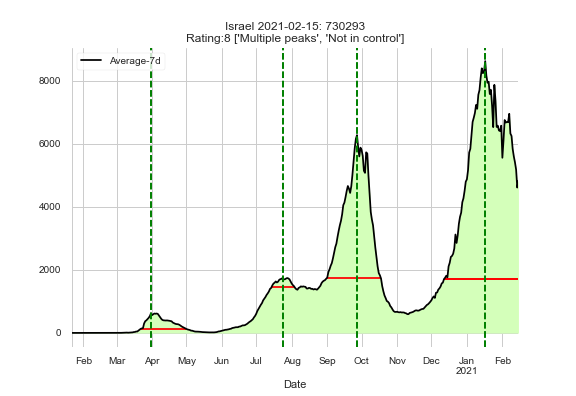 Israel 2021-02-15: 730293
Rating:8 ['Multiple peaks', 'Not in control']
Average-7d
8000
6000
4000
2000
0
Feb Mar Apr May Jun Jul Aug Sep Oct Nov Dec Jan Feb
2021
Date